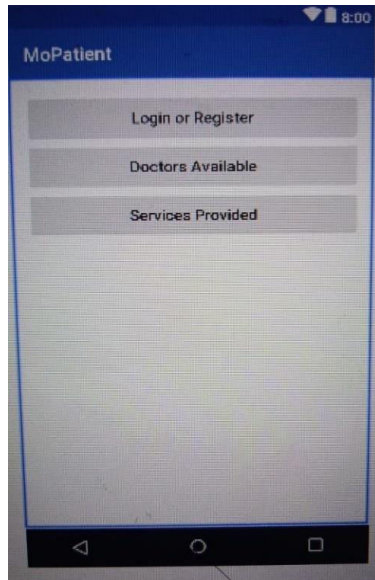 8:00
MoPatient
Login or Register
Doctors Available
Services Provided